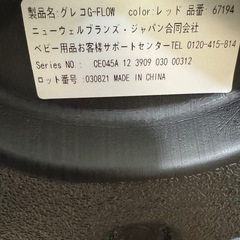 製品名: グレコG-FLOW color:レッド 品番 67194
ニューウェルブランズ・ジャパン合同会社
ベビー用品お客様サポートセンターTEL 0120-415-814
Series NO.: CE045A 12 3909 030 00312
ロット番号 : 030821 MADE IN CHINA